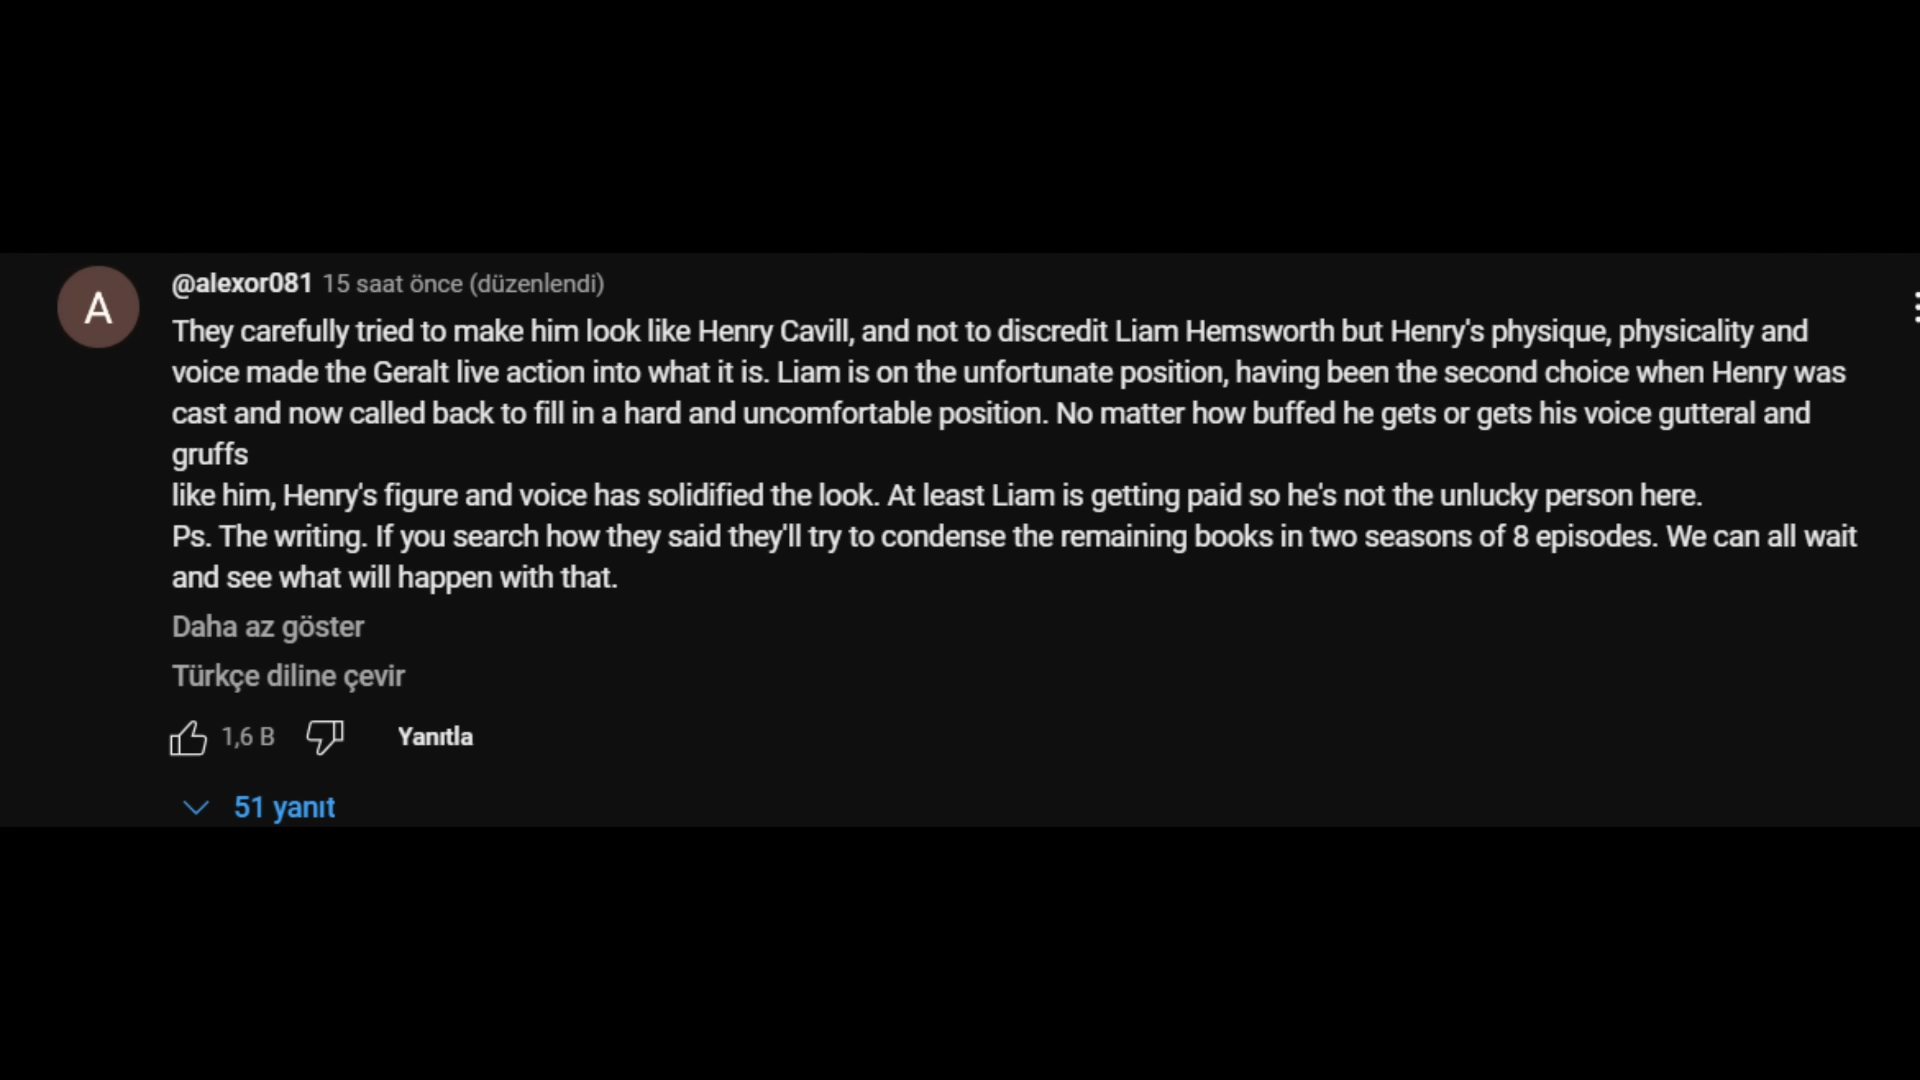 A
@alexor081 15 saat önce (düzenlendi)
They carefully tried to make him look like Henry Cavill, and not to discredit Liam Hemsworth but Henry's physique, physicality and
voice made the Geralt live action into what it is. Liam is on the unfortunate position, having been the second choice when Henry was
cast and now called back to fill in a hard and uncomfortable position. No matter how buffed he gets or gets his voice gutteral and
gruffs
like him, Henry's figure and voice has solidified the look. At least Liam is getting paid so he's not the unlucky person here.
Ps. The writing. If you search how they said they'll try to condense the remaining books in two seasons of 8 episodes. We can all wait
and see what will happen with that.
Daha az göster
Türkçe diline çevir
1,6 B Yanıtla
51 yanıt